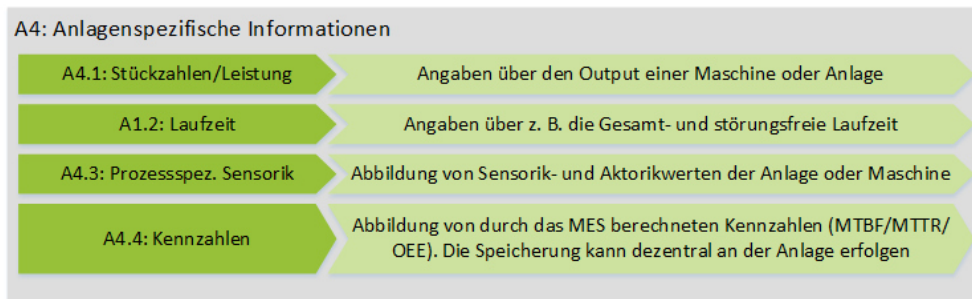 A4: Anlagenspezifische Informationen
A4.1: Stückzahlen/Leistung
Angaben über den Output einer Maschine oder Anlage
A1.2: Laufzeit
Angaben über z. B. die Gesamt- und störungsfreie Laufzeit
A4.3: Prozessspez. Sensorik
Abbildung von Sensorik- und Aktorikwerten der Anlage oder Maschine
A4.4: Kennzahlen
Abbildung von durch das MES berechneten Kennzahlen (MTBF/MTTR/
OEE). Die Speicherung kann dezentral an der Anlage erfolgen